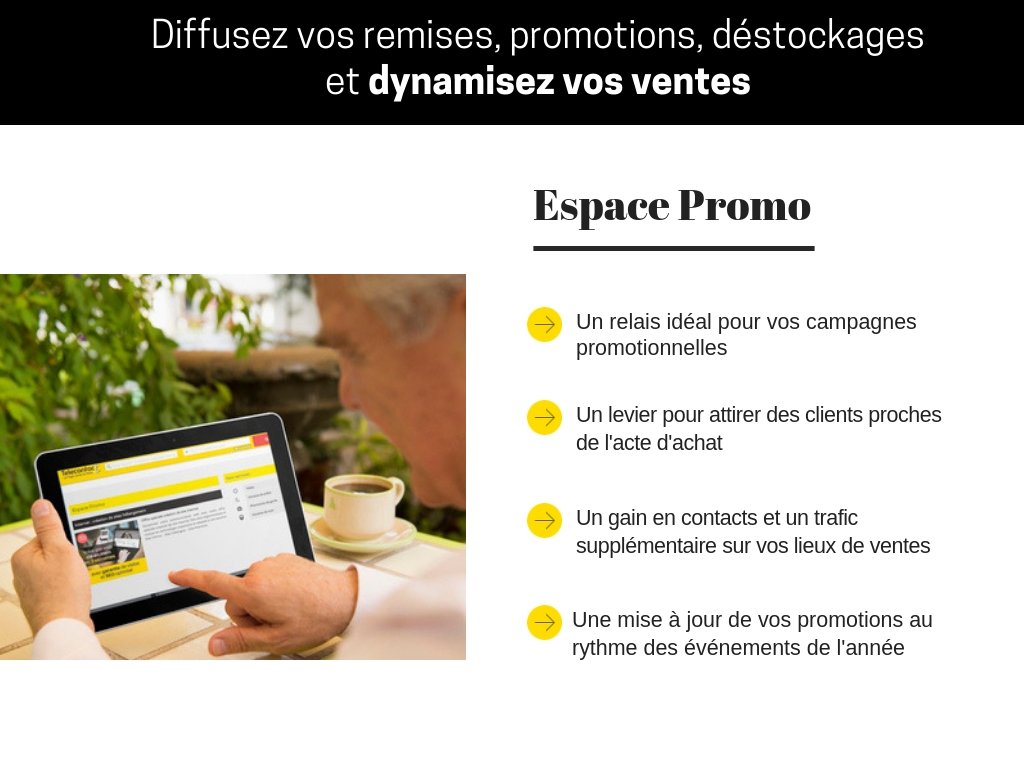 Diffusez vos remises, promotions, déstockages
et dynamisez vos ventes
Espace Promo
Un relais idéal pour vos campagnes
promotionnelles
Un levier pour attirer des clients proches
de l'acte d'achat
Un gain en contacts et un trafic
supplémentaire sur vos lieux de ventes
Une mise à jour de vos promotions au
rythme des événements de l'année
Espace Promo